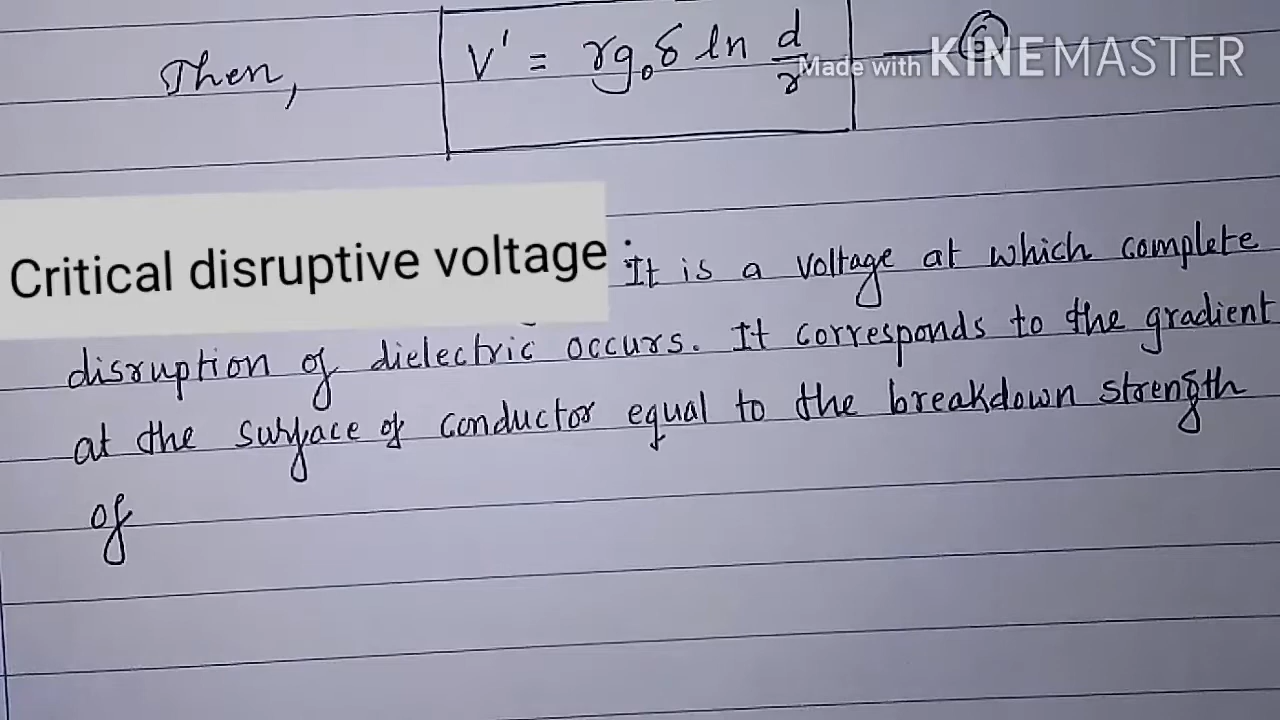 Then, V' = rg₀δ ln d/r — ⑥
Made with KINEMASTER
Critical disruptive voltage : It is a voltage at which complete
disruption of dielectric occurs. It corresponds to the gradient
at the surface of conductor equal to the breakdown strength
of